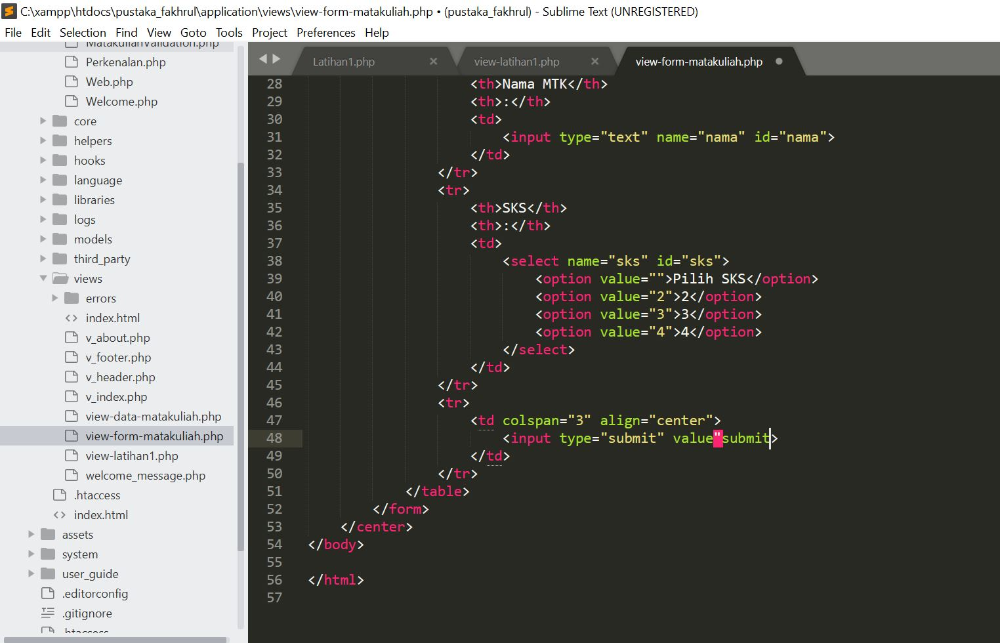 C:\xampp\htdocs\pustaka_fakhrul\application\views\view-form-matakuliah.php • (pustaka_fakhrul) - Sublime Text (UNREGISTERED)
File Edit Selection Find View Goto Tools Project Preferences Help
MatakuliahValidation.php
Perkenalan.php
Web.php
Welcome.php
core
helpers
hooks
language
libraries
logs
models
third_party
views
errors
<> index.html
v_about.php
v_footer.php
v_header.php
v_index.php
view-data-matakuliah.php
view-form-matakuliah.php
view-latihan1.php
welcome_message.php
.htaccess
<> index.html
assets
system
user_guide
.editorconfig
.gitignore
.htaccess
Latihan1.php × view-latihan1.php × view-form-matakuliah.php •
28 <th>Nama MTK</th>
29 <th>:</th>
30 <td>
31 <input type="text" name="nama" id="nama">
32 </td>
33 </tr>
34 <tr>
35 <th>SKS</th>
36 <th>:</th>
37 <td>
38 <select name="sks" id="sks">
39 <option value="">Pilih SKS</option>
40 <option value="2">2</option>
41 <option value="3">3</option>
42 <option value="4">4</option>
43 </select>
44 </td>
45 </tr>
46 <tr>
47 <td colspan="3" align="center">
48 <input type="submit" value"submit>
49 </td>
50 </tr>
51 </table>
52 </form>
53 </center>
54 </body>
55
56 </html>
57